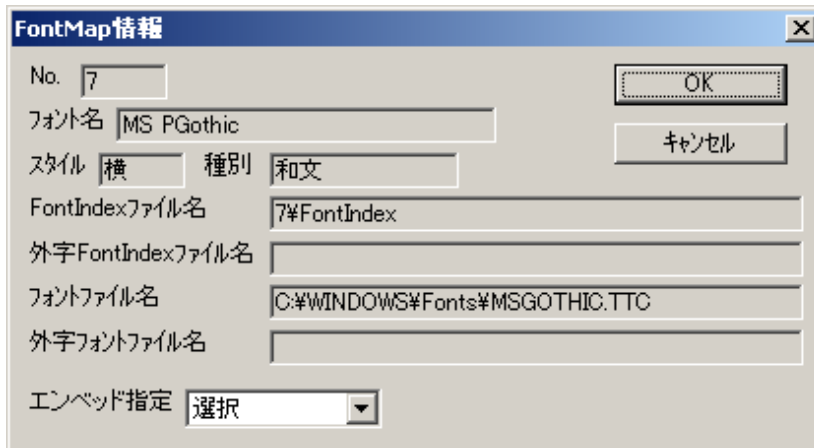 FontMap情報
No. 7
OK
フォント名 MS PGothic
キャンセル
スタイル 横 種別 和文
FontIndexファイル名 7¥FontIndex
外字FontIndexファイル名
フォントファイル名 C:¥WINDOWS¥Fonts¥MSGOTHIC.TTC
外字フォントファイル名
エンベッド指定 選択